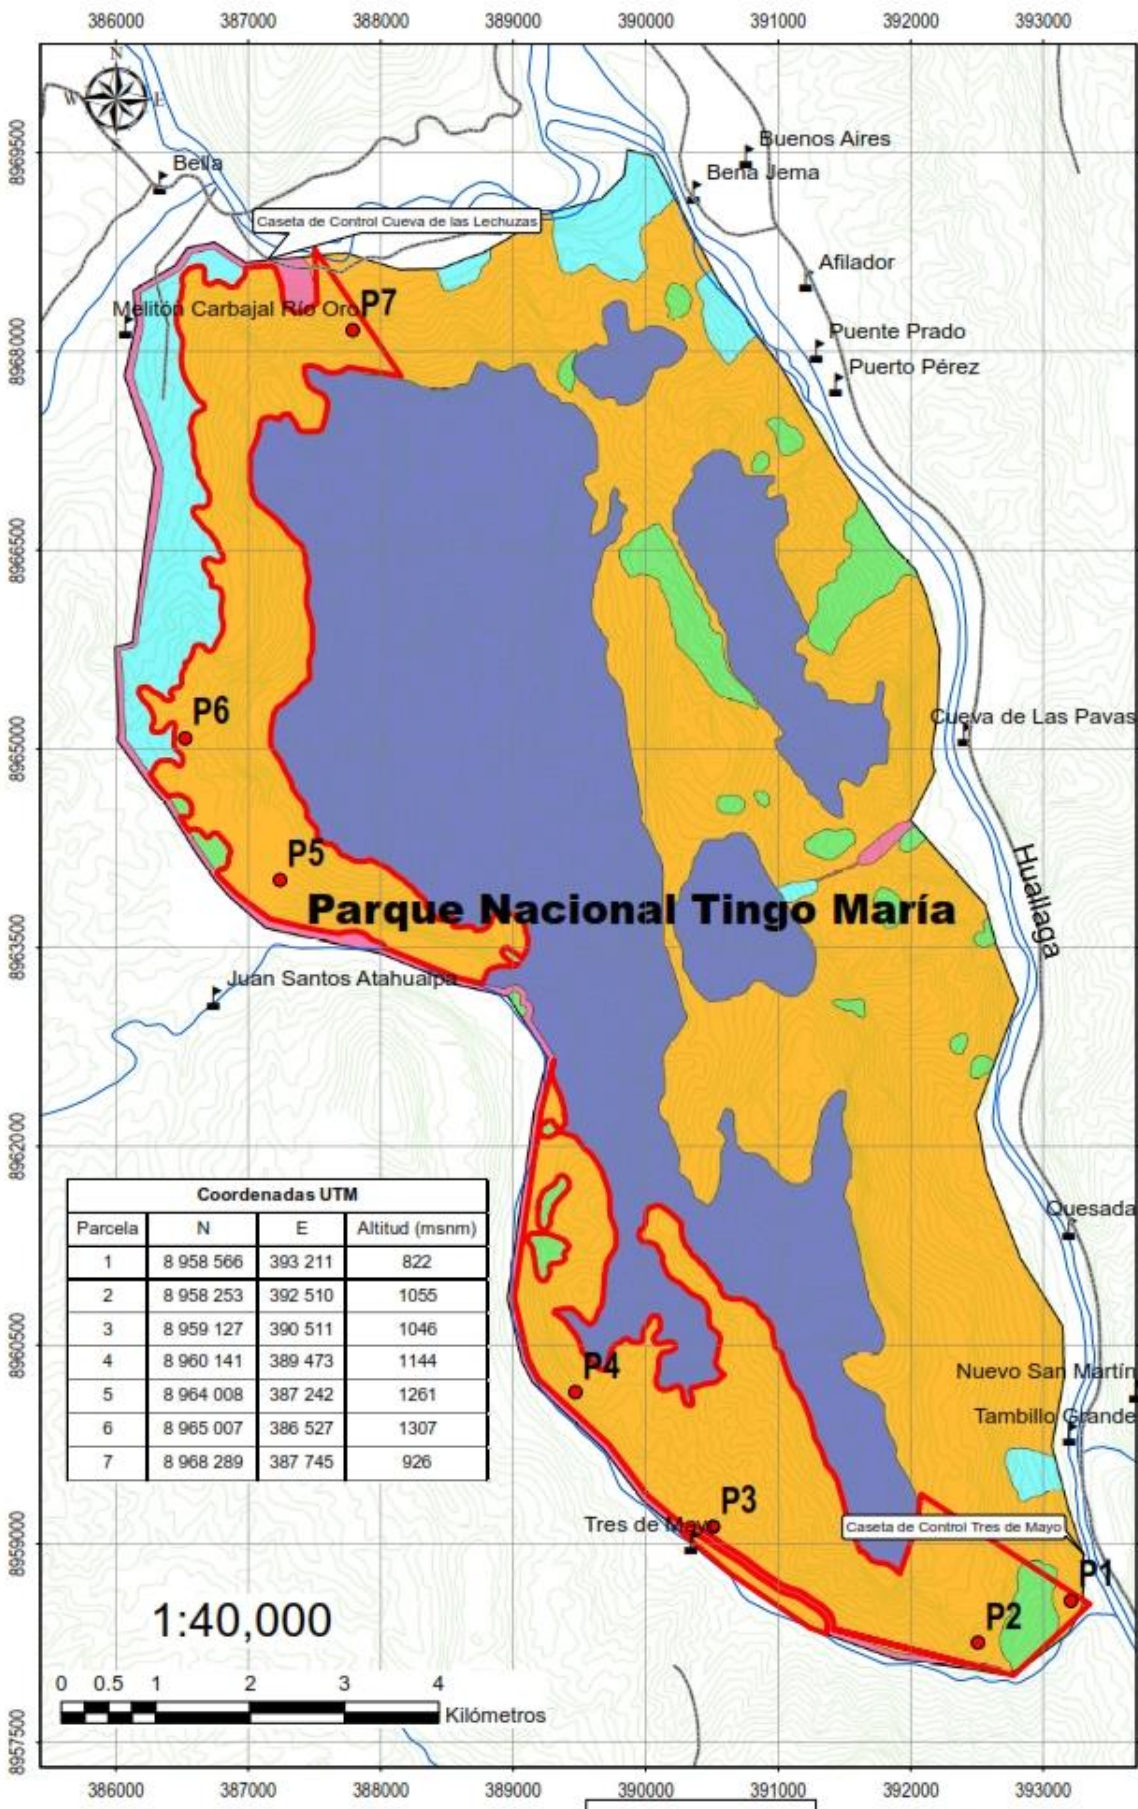 386000 387000 388000 389000 390000 391000 392000 393000
N
W E
8969500
Buenos Aires
Bella
Bena Jema
Caseta de Control Cueva de las Lechuzas
Afilador
Melitón Carbajal Río Oro
P7
Puente Prado
8968000
Puerto Pérez
8966500
P6
Cueva de Las Pavas
8965000
P5
Parque Nacional Tingo María
Huallaga
8963500
Juan Santos Atahualpa
8962000
Coordenadas UTM
Parcela N E Altitud (msnm)
1 8 958 566 393 211 822
2 8 958 253 392 510 1055
3 8 959 127 390 511 1046
4 8 960 141 389 473 1144
5 8 964 008 387 242 1261
6 8 965 007 386 527 1307
7 8 968 289 387 745 926
Quesada
8960500
P4
Nuevo San Martín
Tambillo Grande
P3
Tres de Mayo
Caseta de Control Tres de Mayo
8959000
P1
P2
1:40,000
0 0.5 1 2 3 4
Kilómetros
8957500
386000 387000 388000 389000 390000 391000 392000 393000